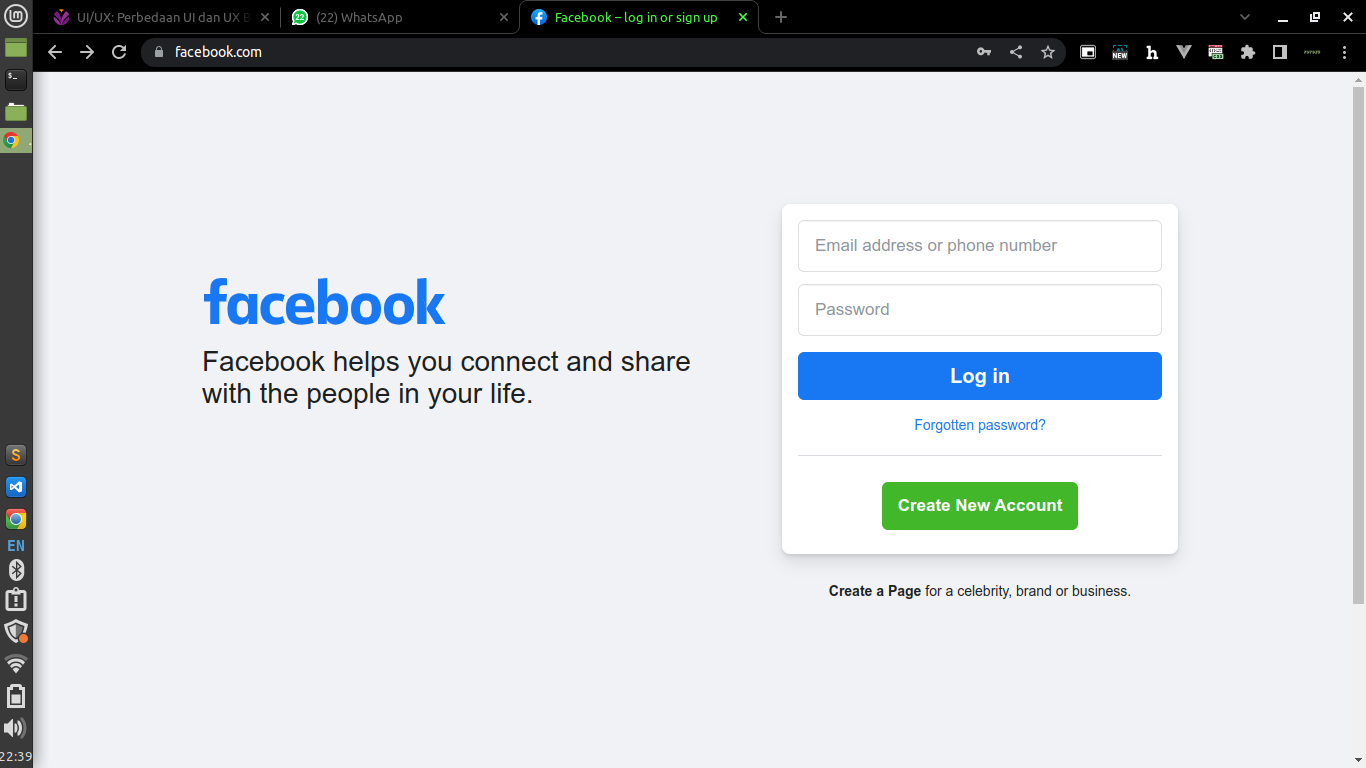 UI/UX: Perbedaan UI dan UX B
(22) WhatsApp
Facebook – log in or sign up
facebook.com
facebook
Facebook helps you connect and share
with the people in your life.
Email address or phone number
Password
Log in
Forgotten password?
Create New Account
Create a Page for a celebrity, brand or business.
22
NEW
h
S
EN
22:39